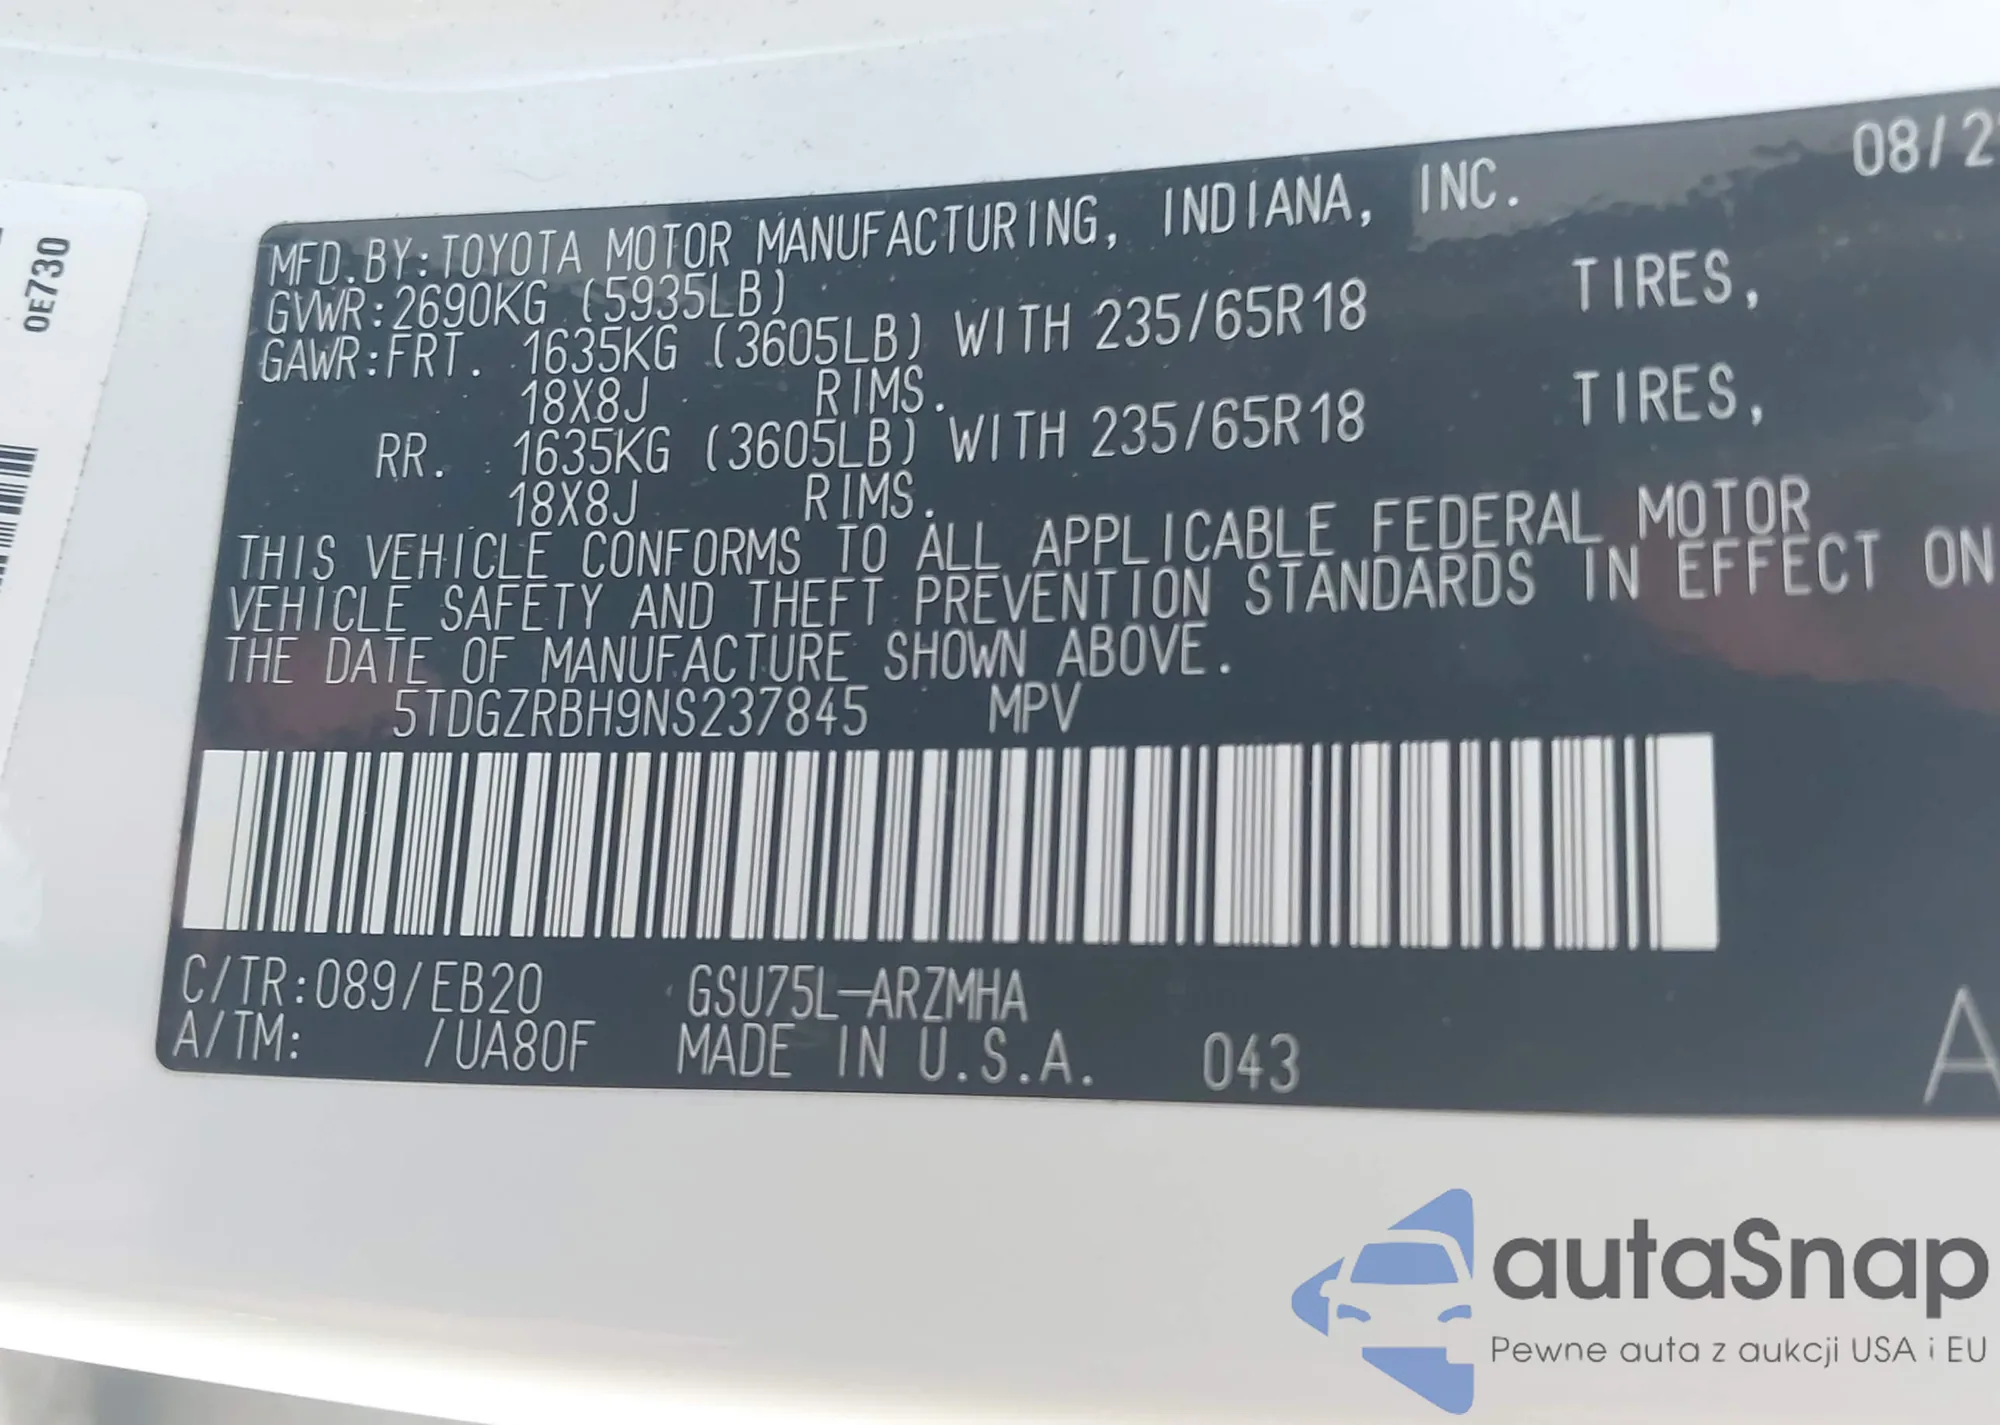 08/2
MFD.BY:TOYOTA MOTOR MANUFACTURING, INDIANA, INC.
GVWR:2690KG (5935LB)
GAWR:FRT. 1635KG (3605LB) WITH 235/65R18 TIRES,
18X8J RIMS.
RR. 1635KG (3605LB) WITH 235/65R18 TIRES,
18X8J RIMS.
THIS VEHICLE CONFORMS TO ALL APPLICABLE FEDERAL MOTOR
VEHICLE SAFETY AND THEFT PREVENTION STANDARDS IN EFFECT ON
THE DATE OF MANUFACTURE SHOWN ABOVE.
5TDGZRBH9NS237845 MPV
C/TR:089/EB20 GSU75L-ARZMHA
A/TM: /UA80F MADE IN U.S.A. 043
A
0E730
autoSnap
Pewne auta z aukcji USA i EU